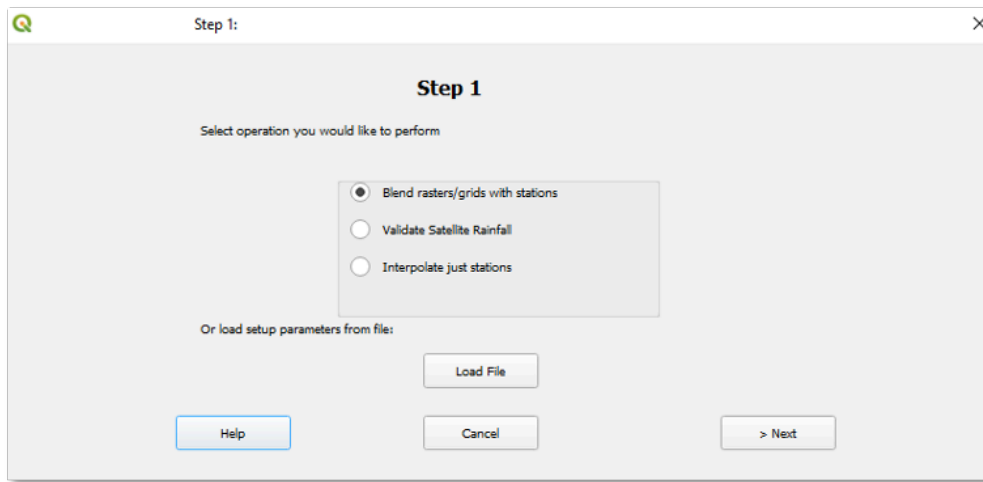 Step 1:
Step 1
Select operation you would like to perform
Blend rasters/grids with stations
Validate Satellite Rainfall
Interpolate just stations
Or load setup parameters from file:
Load File
Help Cancel > Next